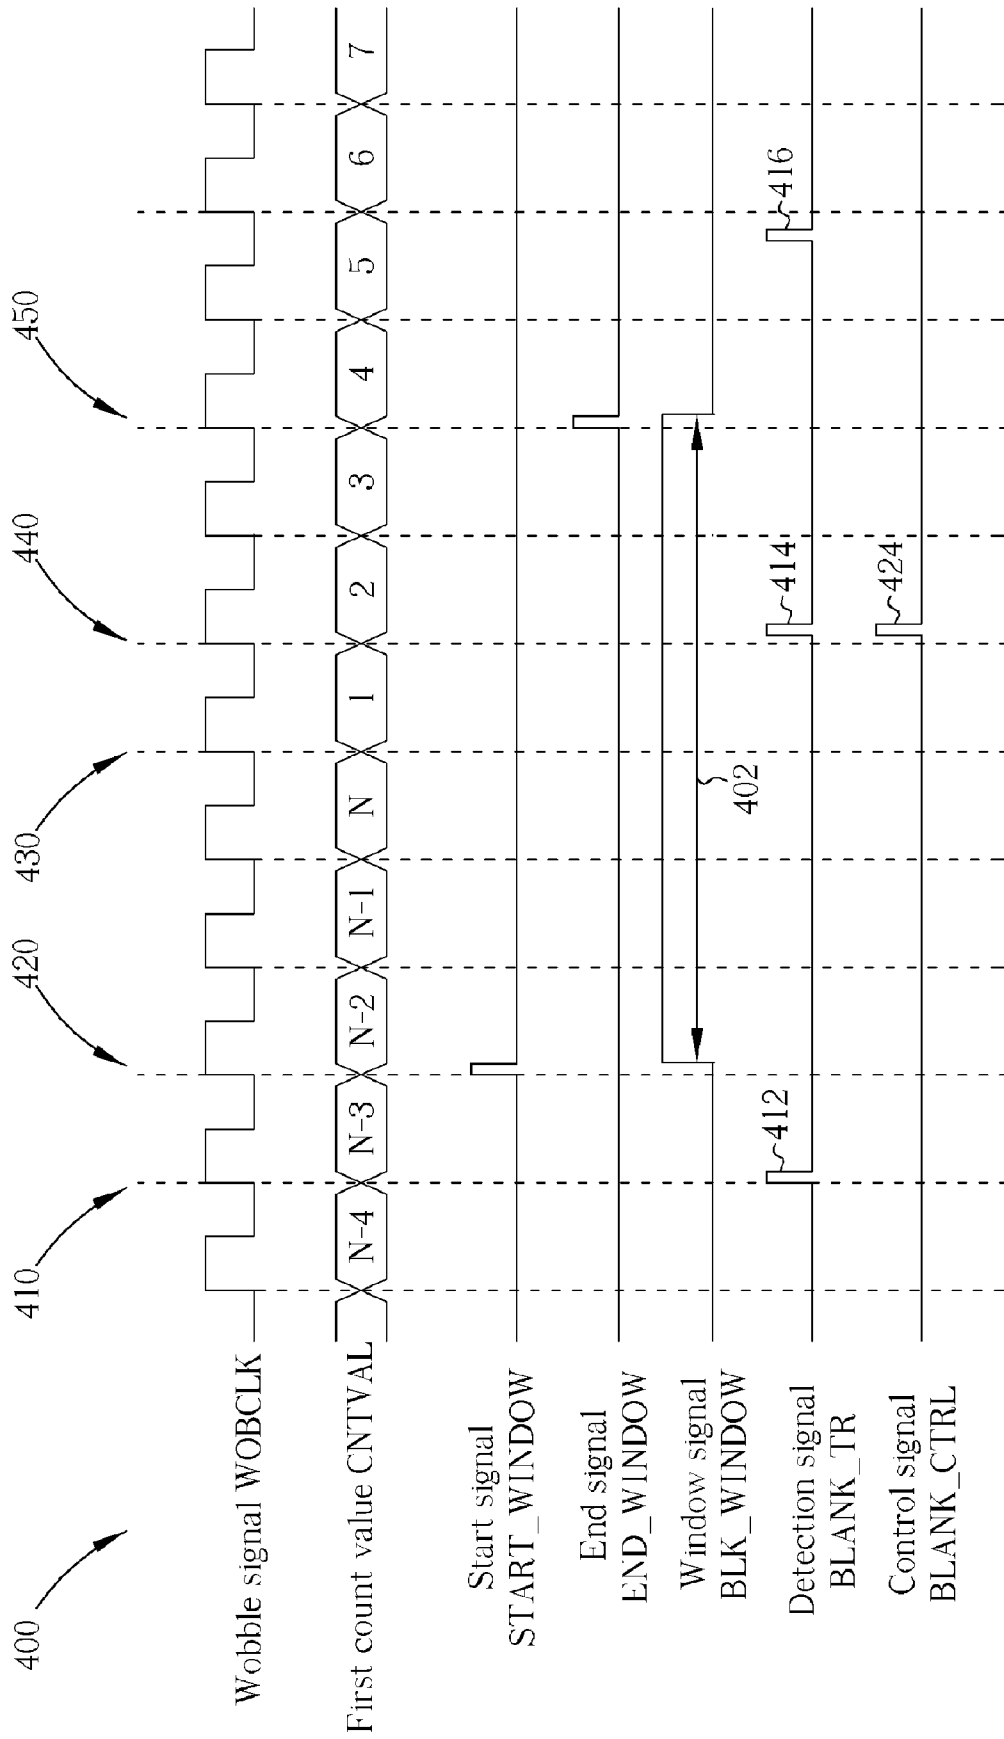 400
410
420
430
440
450
Wobble signal WOBCLK
First count value CNTVAL
N-4
N-3
N-2
N-1
N
1
2
3
4
5
6
7
Start signal
START_WINDOW
End signal
END_WINDOW
Window signal
BLK_WINDOW
402
Detection signal
BLANK_TR
412
414
416
Control signal
BLANK_CTRL
424